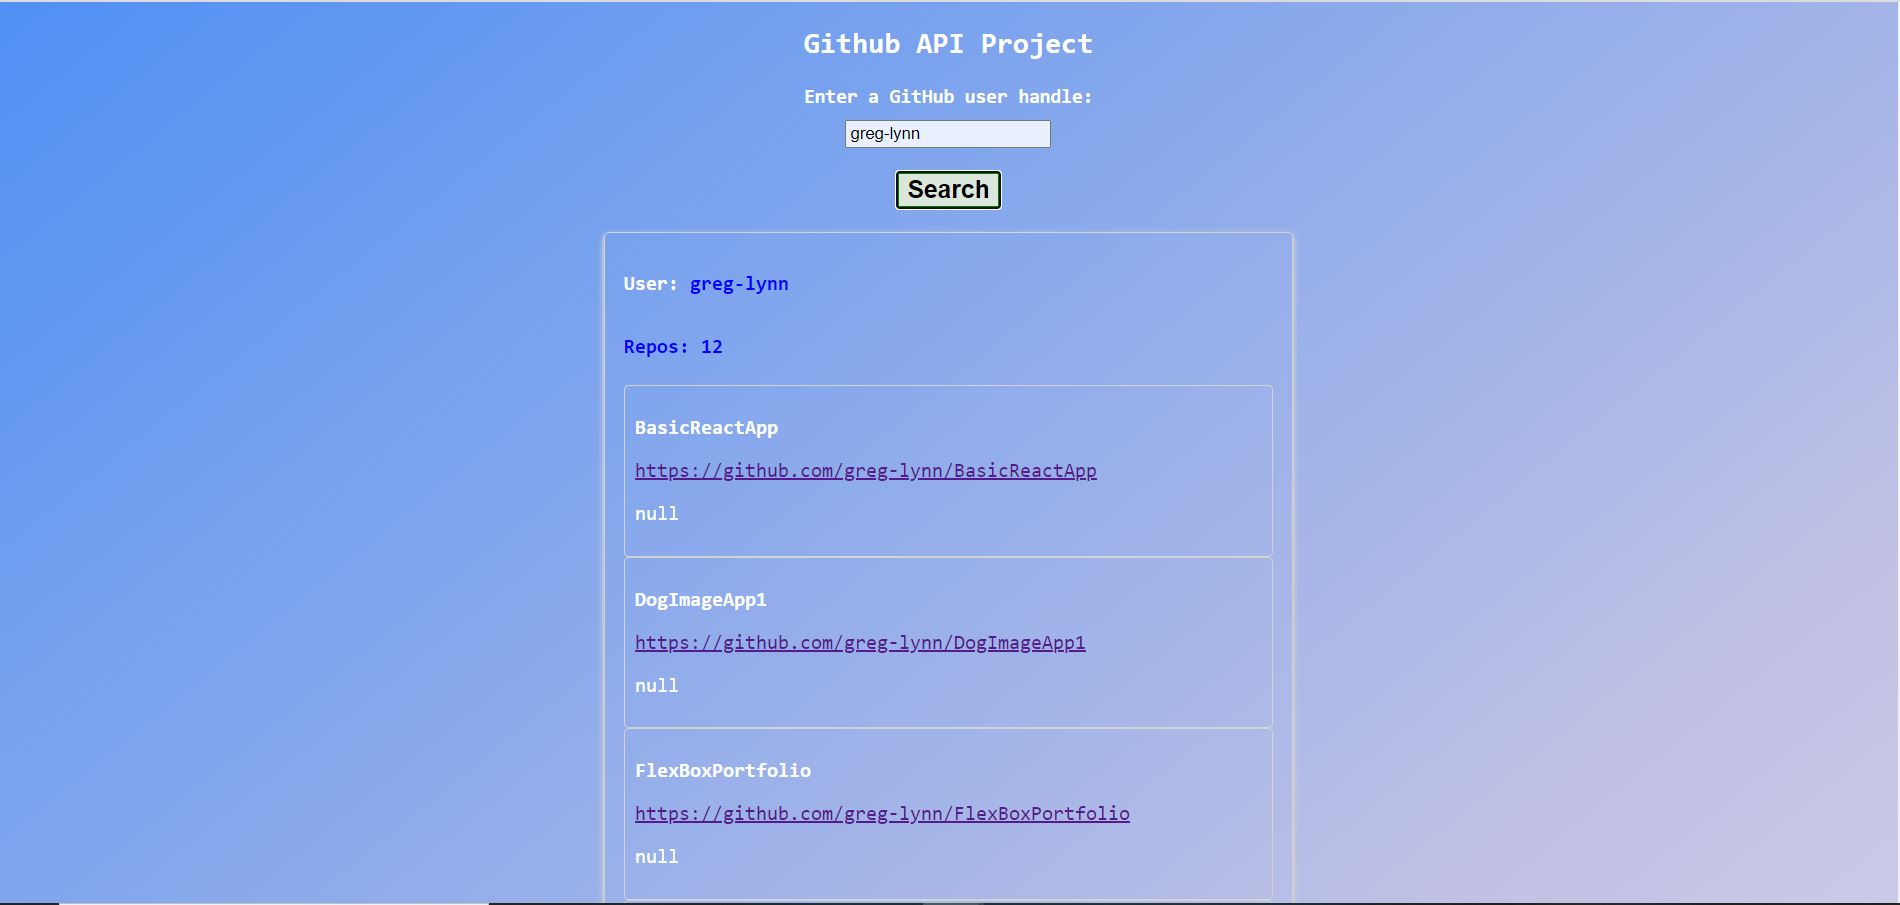 Github API Project
Enter a GitHub user handle:
greg-lynn
Search
User: greg-lynn
Repos: 12
BasicReactApp
https://github.com/greg-lynn/BasicReactApp
null
DogImageApp1
https://github.com/greg-lynn/DogImageApp1
null
FlexBoxPortfolio
https://github.com/greg-lynn/FlexBoxPortfolio
null